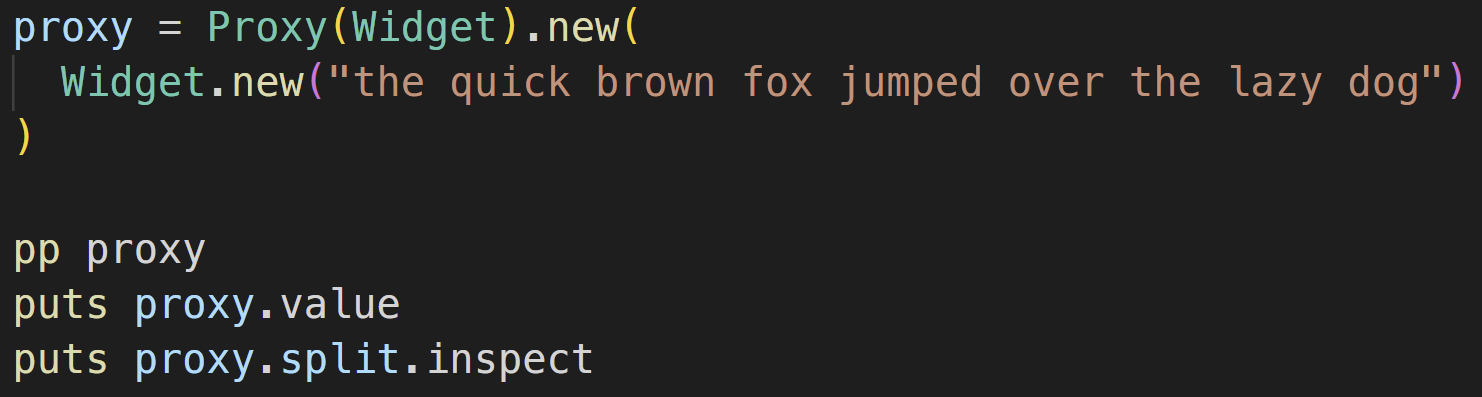 proxy = Proxy(Widget).new(
  Widget.new("the quick brown fox jumped over the lazy dog")
)

pp proxy
puts proxy.value
puts proxy.split.inspect